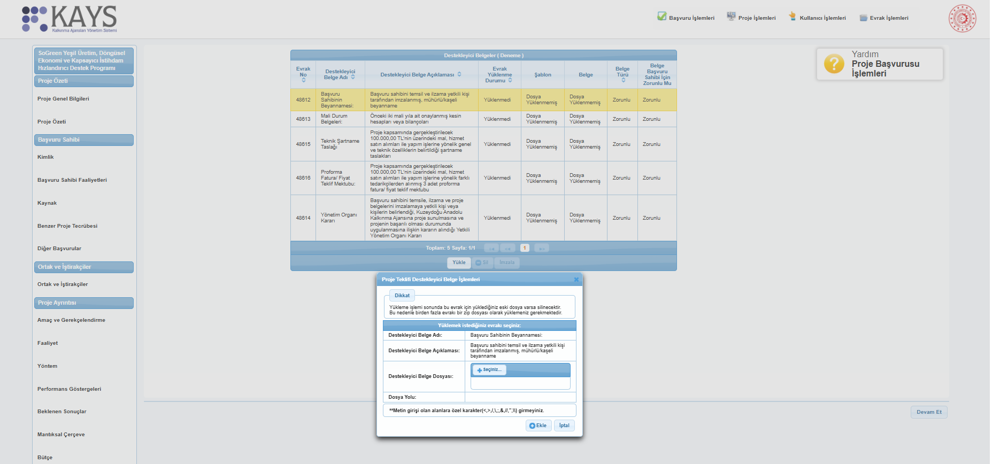 KAYS
Kalkınma Ajansları Yönetim Sistemi
Başvuru İşlemleri
Proje İşlemleri
Kullanıcı İşlemleri
Evrak İşlemleri
SoGreen Yeşil Üretim, Döngüsel
Ekonomi ve Kapsayıcı İstihdam
Hızlandırıcı Destek Programı
Proje Özeti
Proje Genel Bilgileri
Proje Özeti
Başvuru Sahibi
Kimlik
Başvuru Sahibi Faaliyetleri
Kaynak
Benzer Proje Tecrübesi
Diğer Başvurular
Ortak ve İştirakçiler
Ortak ve İştirakçiler
Proje Ayrıntısı
Amaç ve Gerekçelendirme
Faaliyet
Yöntem
Performans Göstergeleri
Beklenen Sonuçlar
Mantıksal Çerçeve
Bütçe
Destekleyici Belgeler ( Deneme )
Evrak
No
Destekleyici
Belge Adı
Destekleyici Belge Açıklaması
Evrak
Yüklenme
Durumu
Şablon
Belge
Belge
Türü
Belge
Başvuru
Sahibi İçin
Zorunlu Mu
48612
Başvuru
Sahibinin
Beyannamesi:
Başvuru sahibini temsil ve ilzama yetkili kişi
tarafından imzalanmış, mühürlü/kaşeli
beyanname
Yüklenmedi
Dosya
Yüklenmemiş
Dosya
Yüklenmemiş
Zorunlu
Zorunlu
48613
Mali Durum
Belgeleri:
Önceki iki mali yıla ait onaylanmış kesin
hesapları veya bilançoları
Yüklenmedi
Dosya
Yüklenmemiş
Dosya
Yüklenmemiş
Zorunlu
Zorunlu
48615
Teknik Şartname
Taslağı
Proje kapsamında gerçekleştirilecek
100.000,00 TL'nin üzerindeki mal, hizmet
satın alımları ile yapım işlerine yönelik genel
ve teknik özelliklerin belirtildiği şartname
taslakları
Yüklenmedi
Dosya
Yüklenmemiş
Dosya
Yüklenmemiş
Zorunlu
Zorunlu
48616
Proforma
Fatura/ Fiyat
Teklif Mektubu:
Proje kapsamında gerçekleştirilecek
100.000,00 TL'nin üzerindeki mal, hizmet
satın alımları ile yapım işlerine yönelik farklı
tedarikçilerden alınmış 3 adet proforma
fatura/ fiyat teklif mektubu
Yüklenmedi
Dosya
Yüklenmemiş
Dosya
Yüklenmemiş
Zorunlu
Zorunlu
48614
Yönetim Organı
Kararı
Başvuru sahibini temsile, ilzama ve proje
belgelerini imzalamaya yetkili kişi veya
kişilerin belirlendiği, Kuzeydoğu Anadolu
Kalkınma Ajansına proje sunulmasına ve
projenin başarılı olması durumunda
uygulanmasına ilişkin kararın alındığı Yetkili
Yönetim Organı Kararı
Yüklenmedi
Dosya
Yüklenmemiş
Dosya
Yüklenmemiş
Zorunlu
Zorunlu
Toplam: 5 Sayfa: 1/1
1
Yükle
Sil
İmzala
Yardım
Proje Başvurusu
İşlemleri
Proje Teklifi Destekleyici Belge İşlemleri
Dikkat
Yükleme işlemi sonunda bu evrak için yüklediğiniz eski dosya varsa silinecektir.
Bu nedenle birden fazla evrakı bir zip dosyası olarak yüklemeniz gerekmektedir.
Yüklemek istediğiniz evrakı seçiniz:
Destekleyici Belge Adı:
Başvuru Sahibinin Beyannamesi:
Destekleyici Belge Açıklaması:
Başvuru sahibini temsil ve ilzama yetkili kişi
tarafından imzalanmış, mühürlü/kaşeli
beyanname
Destekleyici Belge Dosyası:
Seçiniz...
Dosya Yolu:
**Metin girişi olan alanlara özel karakter(<,>,/,\,;,&,//,",\\) girmeyiniz.
Ekle
İptal
Devam Et